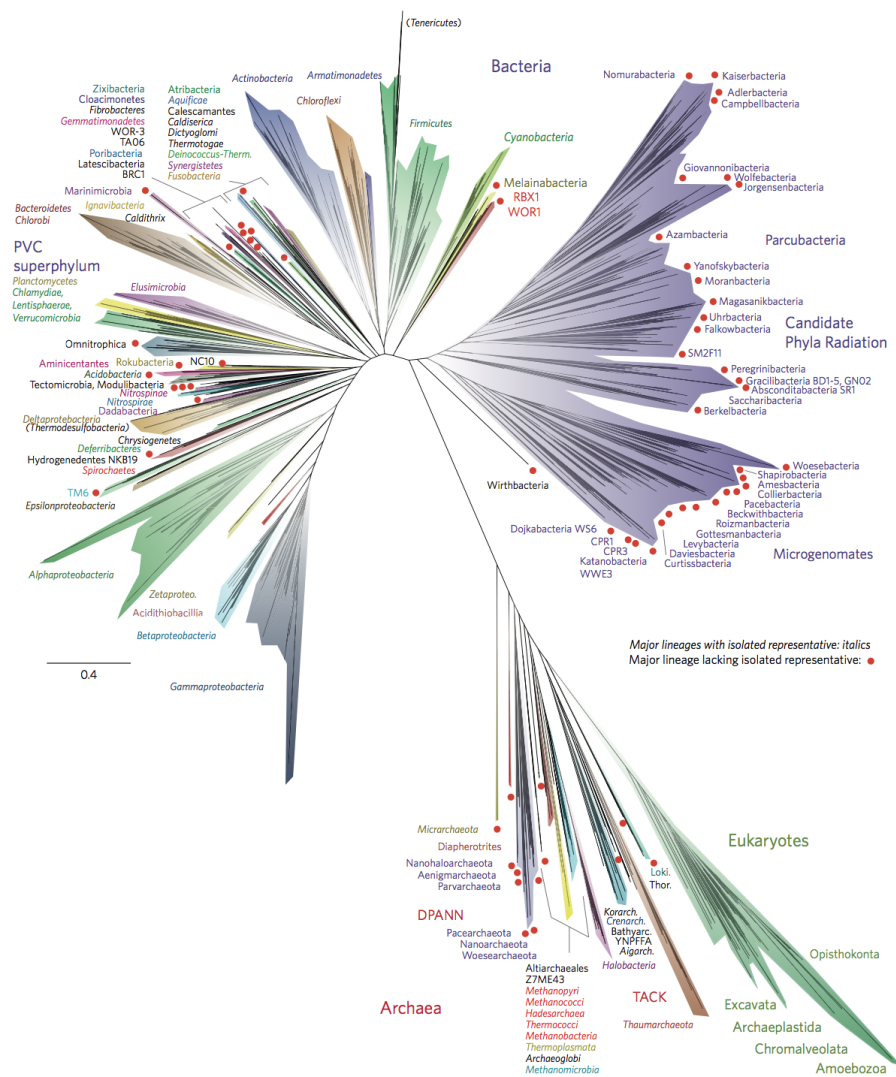 (Tenericutes)
Bacteria
Actinobacteria
Armatimonadetes
Chloroflexi
Firmicutes
Cyanobacteria
Melainabacteria
RBX1
WOR1
Zixibacteria
Cloacimonetes
Fibrobacteres
Gemmatimonadetes
WOR-3
TA06
Poribacteria
Latescibacteria
BRC1
Atribacteria
Aquificae
Calescamantes
Caldiserica
Dictyoglomi
Thermotogae
Deinococcus-Therm.
Synergistetes
Fusobacteria
Marinimicrobia
Bacteroidetes
Chlorobi
Ignavibacteria
Caldithrix
PVC
superphylum
Planctomycetes
Chlamydiae,
Lentisphaerae,
Verrucomicrobia
Elusimicrobia
Omnitrophica
Aminicentantes
Rokubacteria
NC10
Acidobacteria
Tectomicrobia, Modulibacteria
Nitrospinae
Nitrospirae
Dadabacteria
Deltaproteobacteria
(Thermodesulfobacteria)
Chrysiogenetes
Deferribacteres
Hydrogenedentes NKB19
Spirochaetes
TM6
Epsilonproteobacteria
Alphaproteobacteria
Zetaproteo.
Acidithiobacillia
Betaproteobacteria
Gammaproteobacteria
0.4
Nomurabacteria
Kaiserbacteria
Adlerbacteria
Campbellbacteria
Giovannonibacteria
Wolfebacteria
Jorgensenbacteria
Azambacteria
Parcubacteria
Yanofskybacteria
Moranbacteria
Magasanikbacteria
Uhrbacteria
Falkowbacteria
Candidate
Phyla Radiation
SM2F11
Peregrinibacteria
Gracilibacteria BD1-5, GN02
Absconditabacteria SR1
Saccharibacteria
Berkelbacteria
Woesebacteria
Shapirobacteria
Amesbacteria
Collierbacteria
Pacebacteria
Beckwithbacteria
Roizmanbacteria
Gottesmanbacteria
Levybacteria
Daviesbacteria
Curtissbacteria
Microgenomates
Wirthbacteria
Dojkabacteria WS6
CPR1
CPR3
Katanobacteria
WWE3
Major lineages with isolated representative: italics
Major lineage lacking isolated representative:
Micrarchaeota
Diapherotrites
Nanohaloarchaeota
Aenigmarchaeota
Parvarchaeota
DPANN
Pacearchaeota
Nanoarchaeota
Woesearchaeota
Archaea
Altiarchaeales
Z7ME43
Methanopyri
Methanococci
Hadesarchaea
Thermococci
Methanobacteria
Thermoplasmata
Archaeoglobi
Methanomicrobia
Halobacteria
Korarch.
Crenarch.
Bathyarc.
YNPFFA
Aigarch.
TACK
Thaumarchaeota
Loki.
Thor.
Eukaryotes
Opisthokonta
Excavata
Archaeplastida
Chromalveolata
Amoebozoa